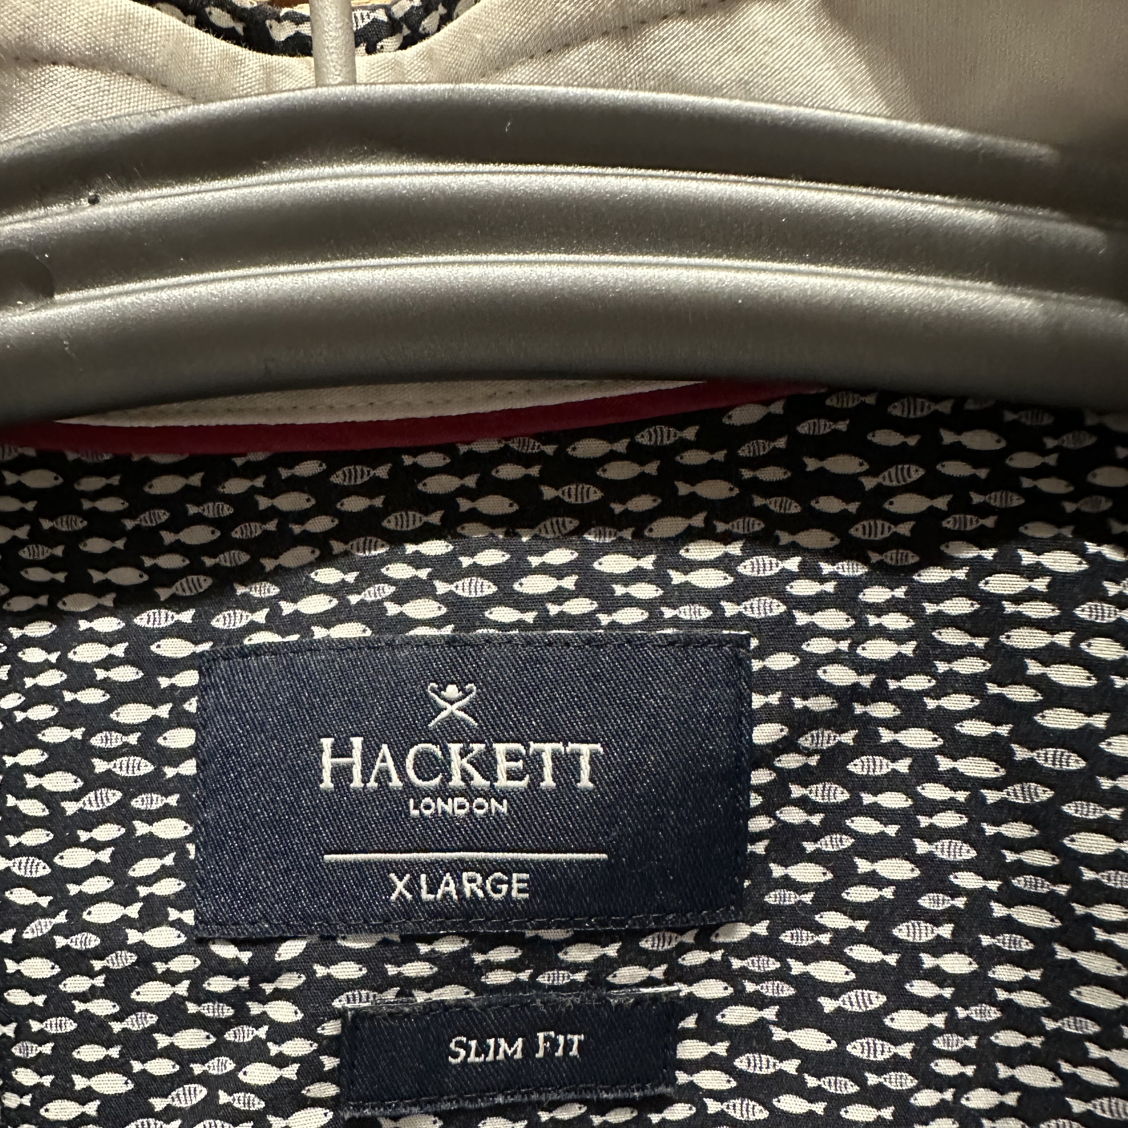 HACKETT
LONDON
X LARGE
SLIM FIT